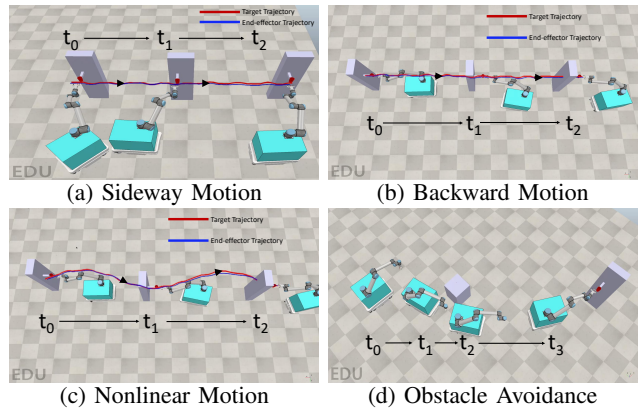 Target Trajectory
End-effector Trajectory
t0 t1 t2
EDU
(a) Sideway Motion
Target Trajectory
End-effector Trajectory
t0 t1 t2
EDU
(b) Backward Motion
Target Trajectory
End-effector Trajectory
t0 t1 t2
EDU
(c) Nonlinear Motion
t0 t1 t2 t3
EDU
(d) Obstacle Avoidance